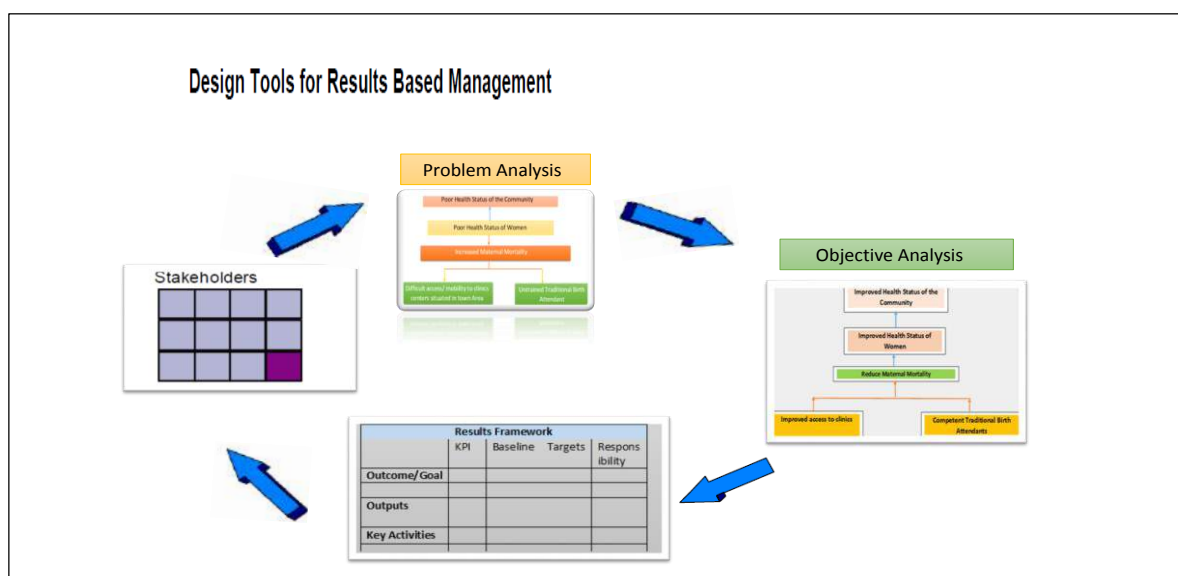 Design Tools for Results Based Management
Problem Analysis
Poor Health Status of the Community
Poor Health Status of Women
Increased Maternal Mortality
Difficult access/ mobility to clinics
centers situated in town Area
Untrained Traditional Birth
Attendant
Objective Analysis
Improved Health Status of the
Community
Improved Health Status of
Women
Reduce Maternal Mortality
Improved access to clinics
Competent Traditional Birth
Attendants
Stakeholders
Results Framework
KPI Baseline Targets Respons
ibility
Outcome/Goal
Outputs
Key Activities